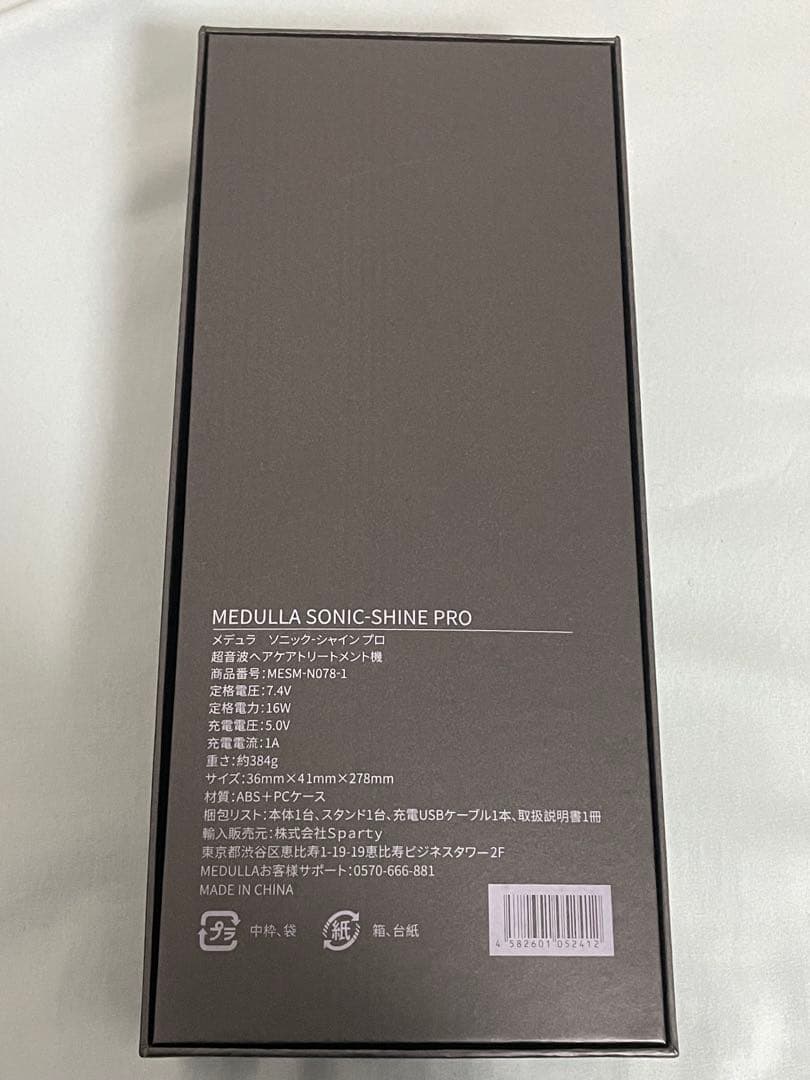 MEDULLA SONIC-SHINE PRO
メデュラ　ソニック-シャイン プロ
超音波ヘアケアトリートメント機
商品番号:MESM-N078-1
定格電圧:7.4V
定格電力:16W
充電電圧:5.0V
充電電流:1A
重さ:約384g
サイズ:36mm×41mm×278mm
材質:ABS+PCケース
梱包リスト:本体1台、スタンド1台、充電USBケーブル1本、取扱説明書1冊
輸入販売元:株式会社Sparty
東京都渋谷区恵比寿1-19-19恵比寿ビジネスタワー2F
MEDULLAお客様サポート:0570-666-881
MADE IN CHINA
プラ 中枠、袋 紙 箱、台紙
4 582601 052412